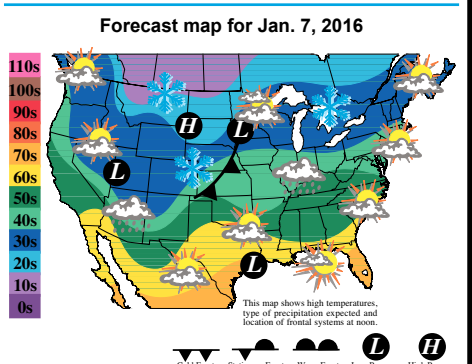 Forecast map for Jan. 7, 2016
110s
100s
90s
80s
70s
60s
50s
40s
30s
20s
10s
0s
H
L
L
L
This map shows high temperatures,
type of precipitation expected and
location of frontal systems at noon.
L
H